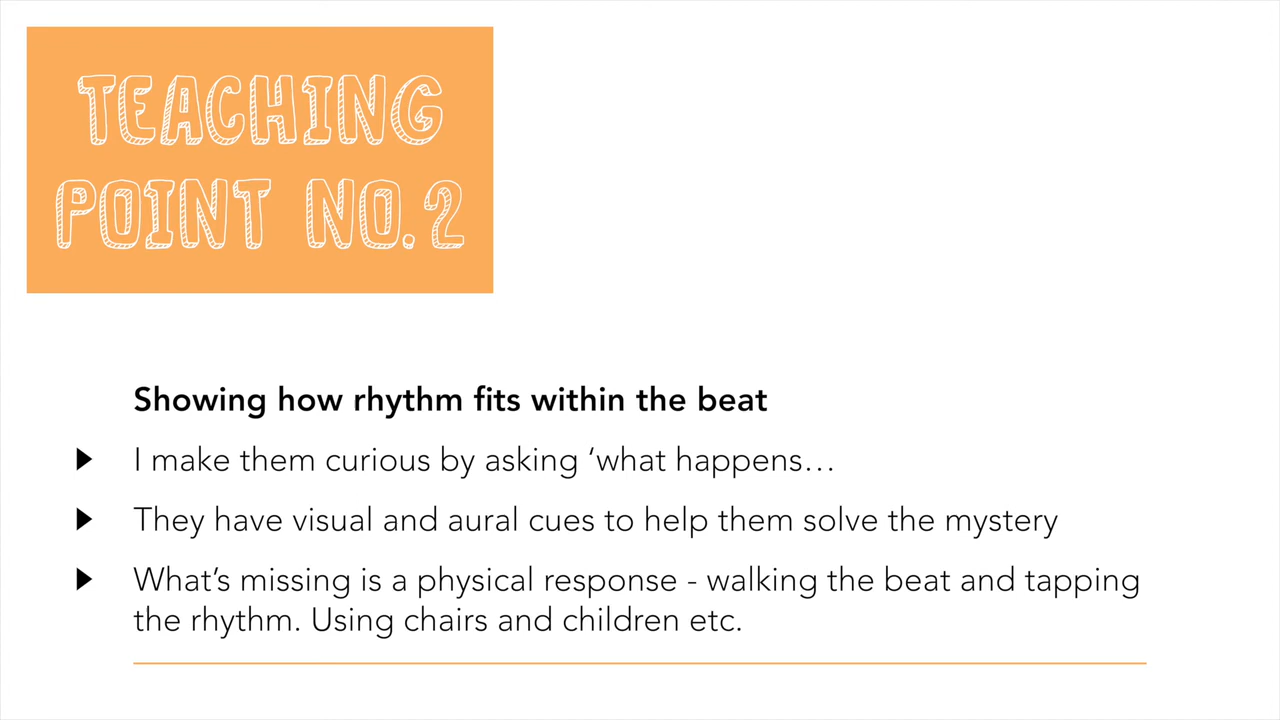 TEACHING
POINT NO.2
Showing how rhythm fits within the beat
I make them curious by asking ‘what happens…
They have visual and aural cues to help them solve the mystery
What’s missing is a physical response - walking the beat and tapping
the rhythm. Using chairs and children etc.